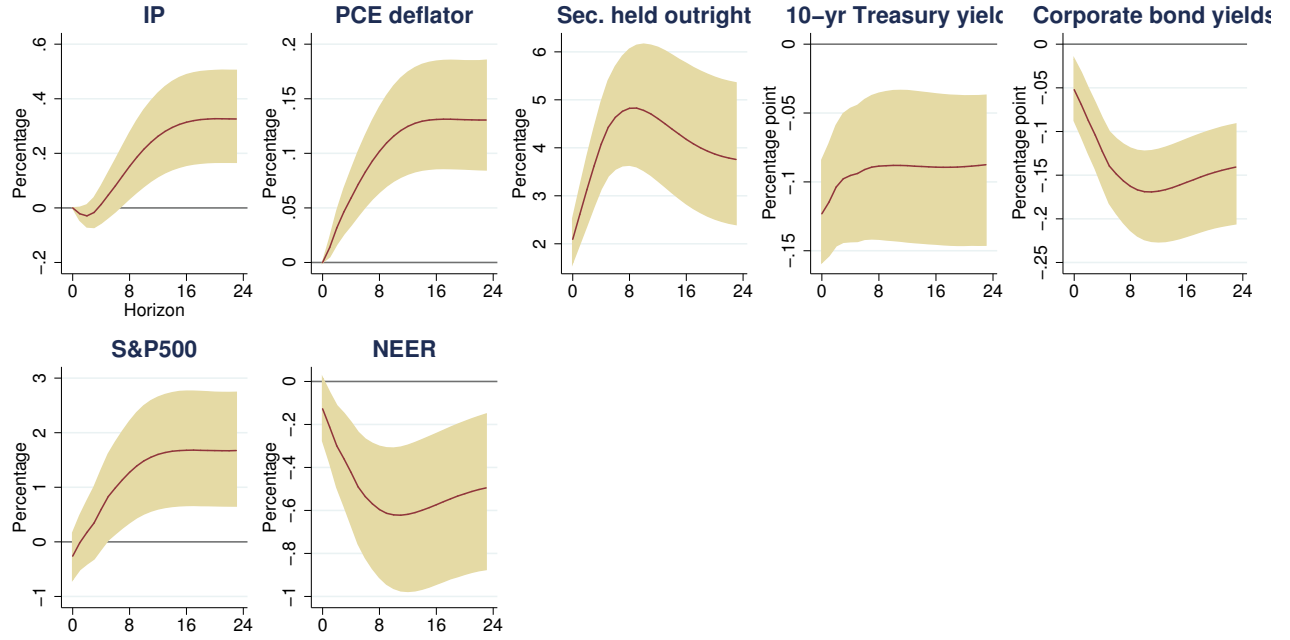 IP
Percentage
.6
.4
.2
0
−.2
0 8 16 24
Horizon
PCE deflator
Percentage
.2
.15
.1
.05
0
0 8 16 24
Sec. held outright
Percentage
6
5
4
3
2
0 8 16 24
10−yr Treasury yield
Percentage point
0
−.05
−.1
−.15
0 8 16 24
Corporate bond yields
Percentage point
0
−.05
−.1
−.15
−.2
−.25
0 8 16 24
S&P500
Percentage
3
2
1
0
−1
0 8 16 24
NEER
Percentage
0
−.2
−.4
−.6
−.8
−1
0 8 16 24